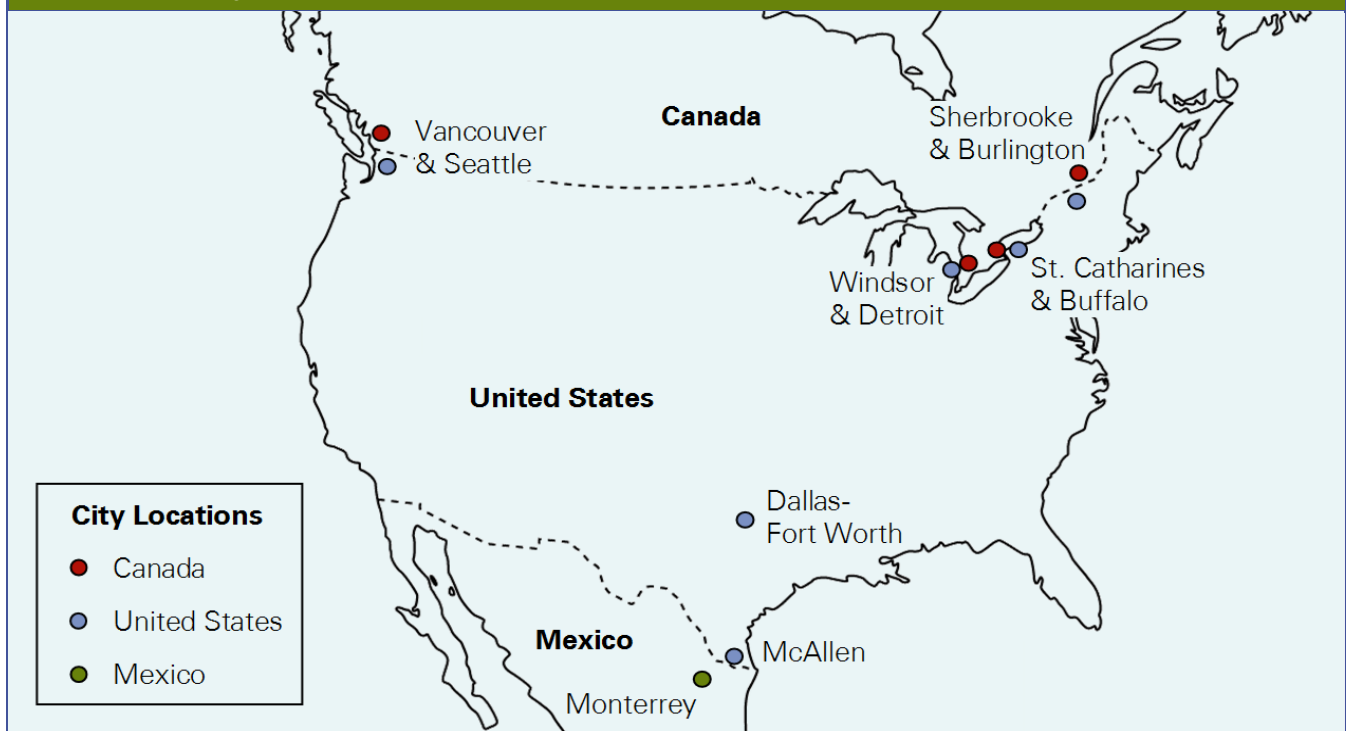 Canada
Sherbrooke
& Burlington
Vancouver
& Seattle
Windsor
& Detroit
St. Catharines
& Buffalo
United States
City Locations
Canada
United States
Mexico
Dallas-
Fort Worth
Mexico
McAllen
Monterrey